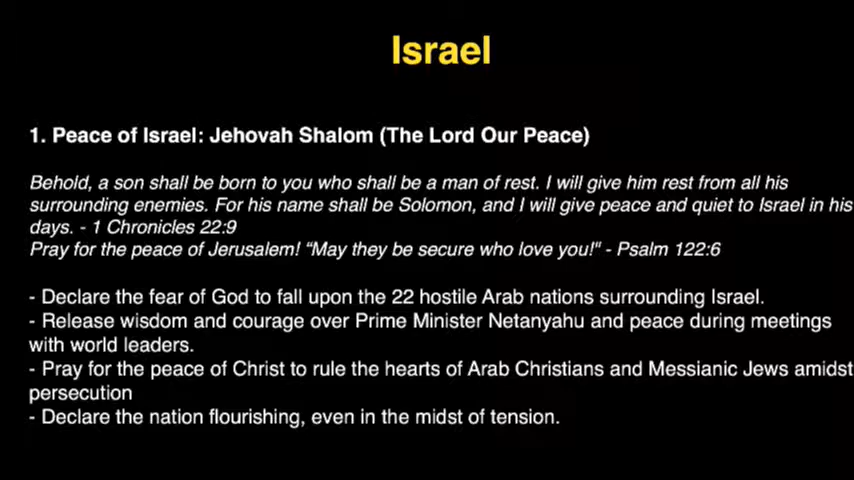 Israel
1. Peace of Israel: Jehovah Shalom (The Lord Our Peace)
Behold, a son shall be born to you who shall be a man of rest. I will give him rest from all his
surrounding enemies. For his name shall be Solomon, and I will give peace and quiet to Israel in his
days. - 1 Chronicles 22:9
Pray for the peace of Jerusalem! “May they be secure who love you!" - Psalm 122:6
- Declare the fear of God to fall upon the 22 hostile Arab nations surrounding Israel.
- Release wisdom and courage over Prime Minister Netanyahu and peace during meetings
with world leaders.
- Pray for the peace of Christ to rule the hearts of Arab Christians and Messianic Jews amidst
persecution
- Declare the nation flourishing, even in the midst of tension.